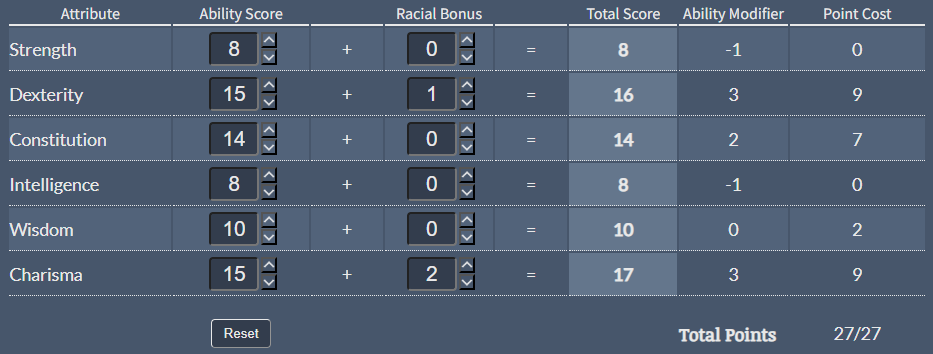 Attribute Ability Score Racial Bonus Total Score Ability Modifier Point Cost
Strength 8 + 0 = 8 -1 0
Dexterity 15 + 1 = 16 3 9
Constitution 14 + 0 = 14 2 7
Intelligence 8 + 0 = 8 -1 0
Wisdom 10 + 0 = 10 0 2
Charisma 15 + 2 = 17 3 9
Reset Total Points 27/27